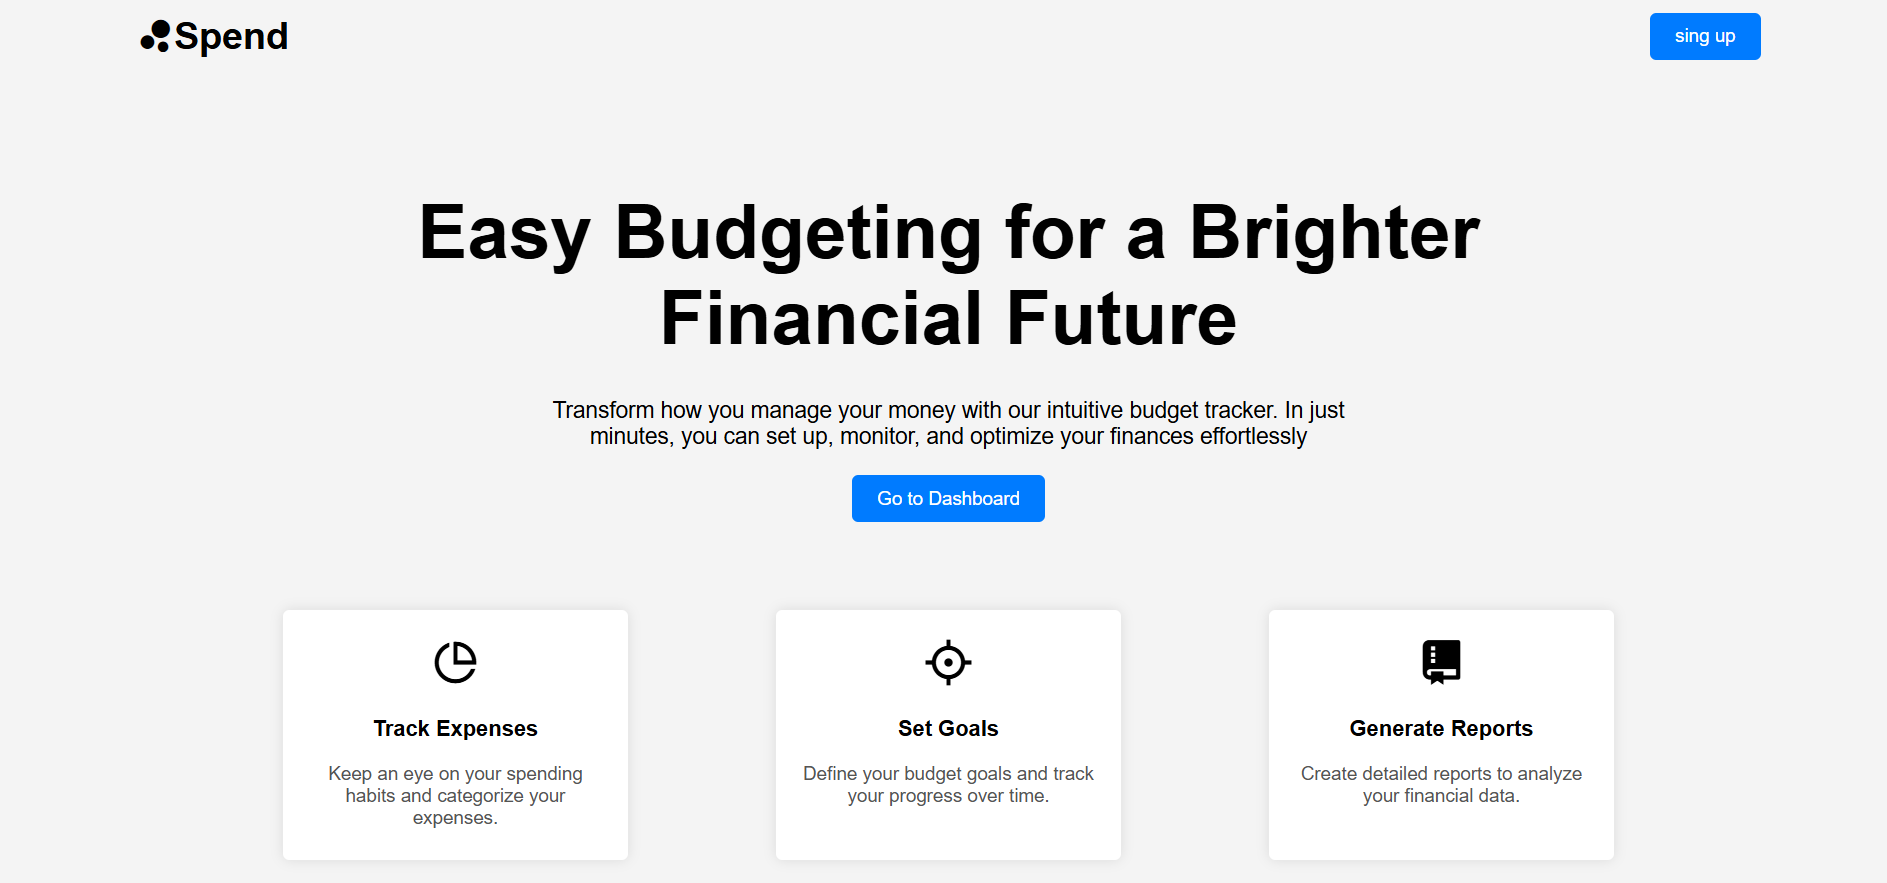 Spend
sing up
Easy Budgeting for a Brighter
Financial Future
Transform how you manage your money with our intuitive budget tracker. In just
minutes, you can set up, monitor, and optimize your finances effortlessly
Go to Dashboard
Track Expenses
Keep an eye on your spending
habits and categorize your
expenses.
Set Goals
Define your budget goals and track
your progress over time.
Generate Reports
Create detailed reports to analyze
your financial data.